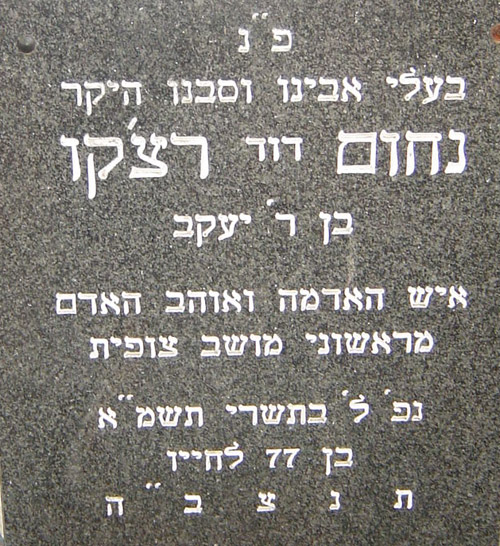 פ״נ
בעלי אבינו וסבנו היקר
נחום דוד רצ'קו
בן ר' יעקב
איש האדמה ואוהב האדם
מראשוני מושב צופית
נפ' ל' בתשרי תשמ״א
בן 77 לחייו
ת נ צ ב״ה